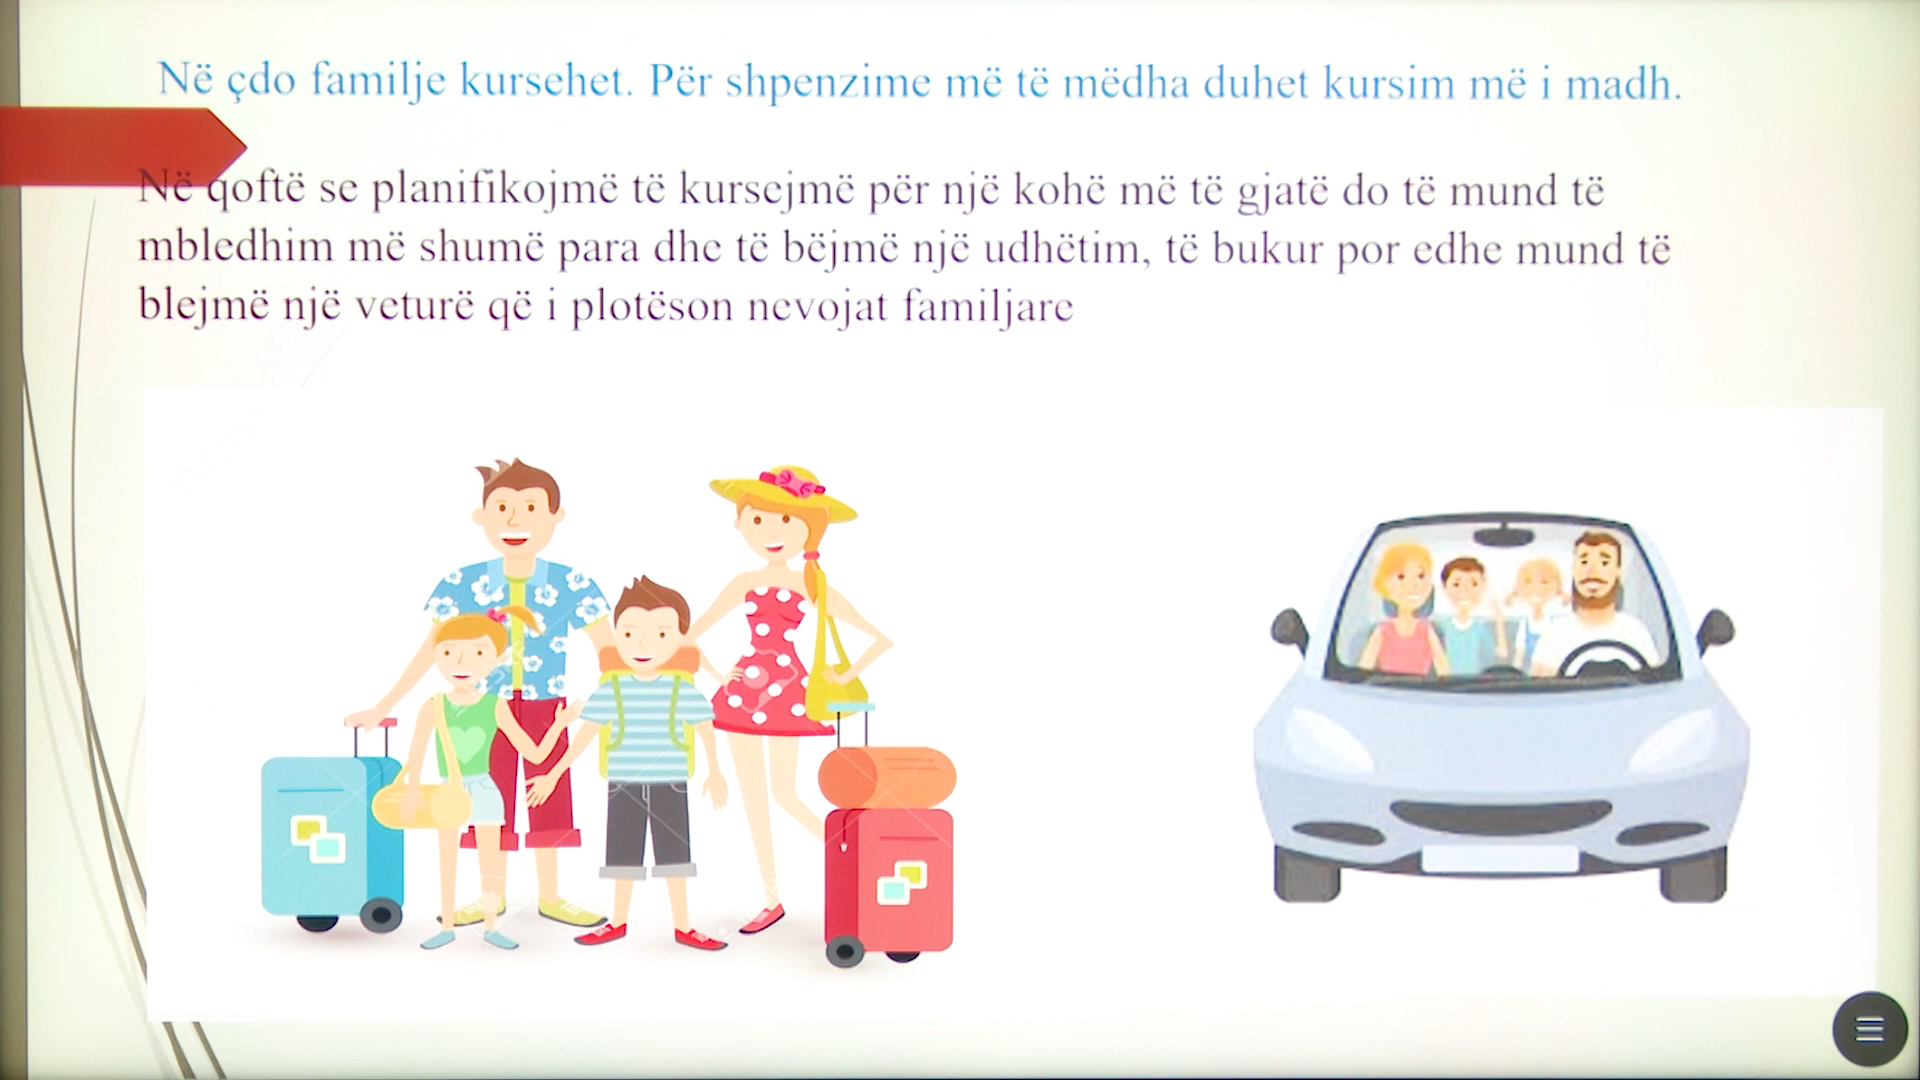 Në çdo familje kursehet. Për shpenzime më të mëdha duhet kursim më i madh.
Në qoftë se planifikojmë të kursejmë për një kohë më të gjatë do të mund të
mbledhim më shumë para dhe të bëjmë një udhëtim, të bukur por edhe mund të
blejmë një veturë që i plotëson nevojat familjare